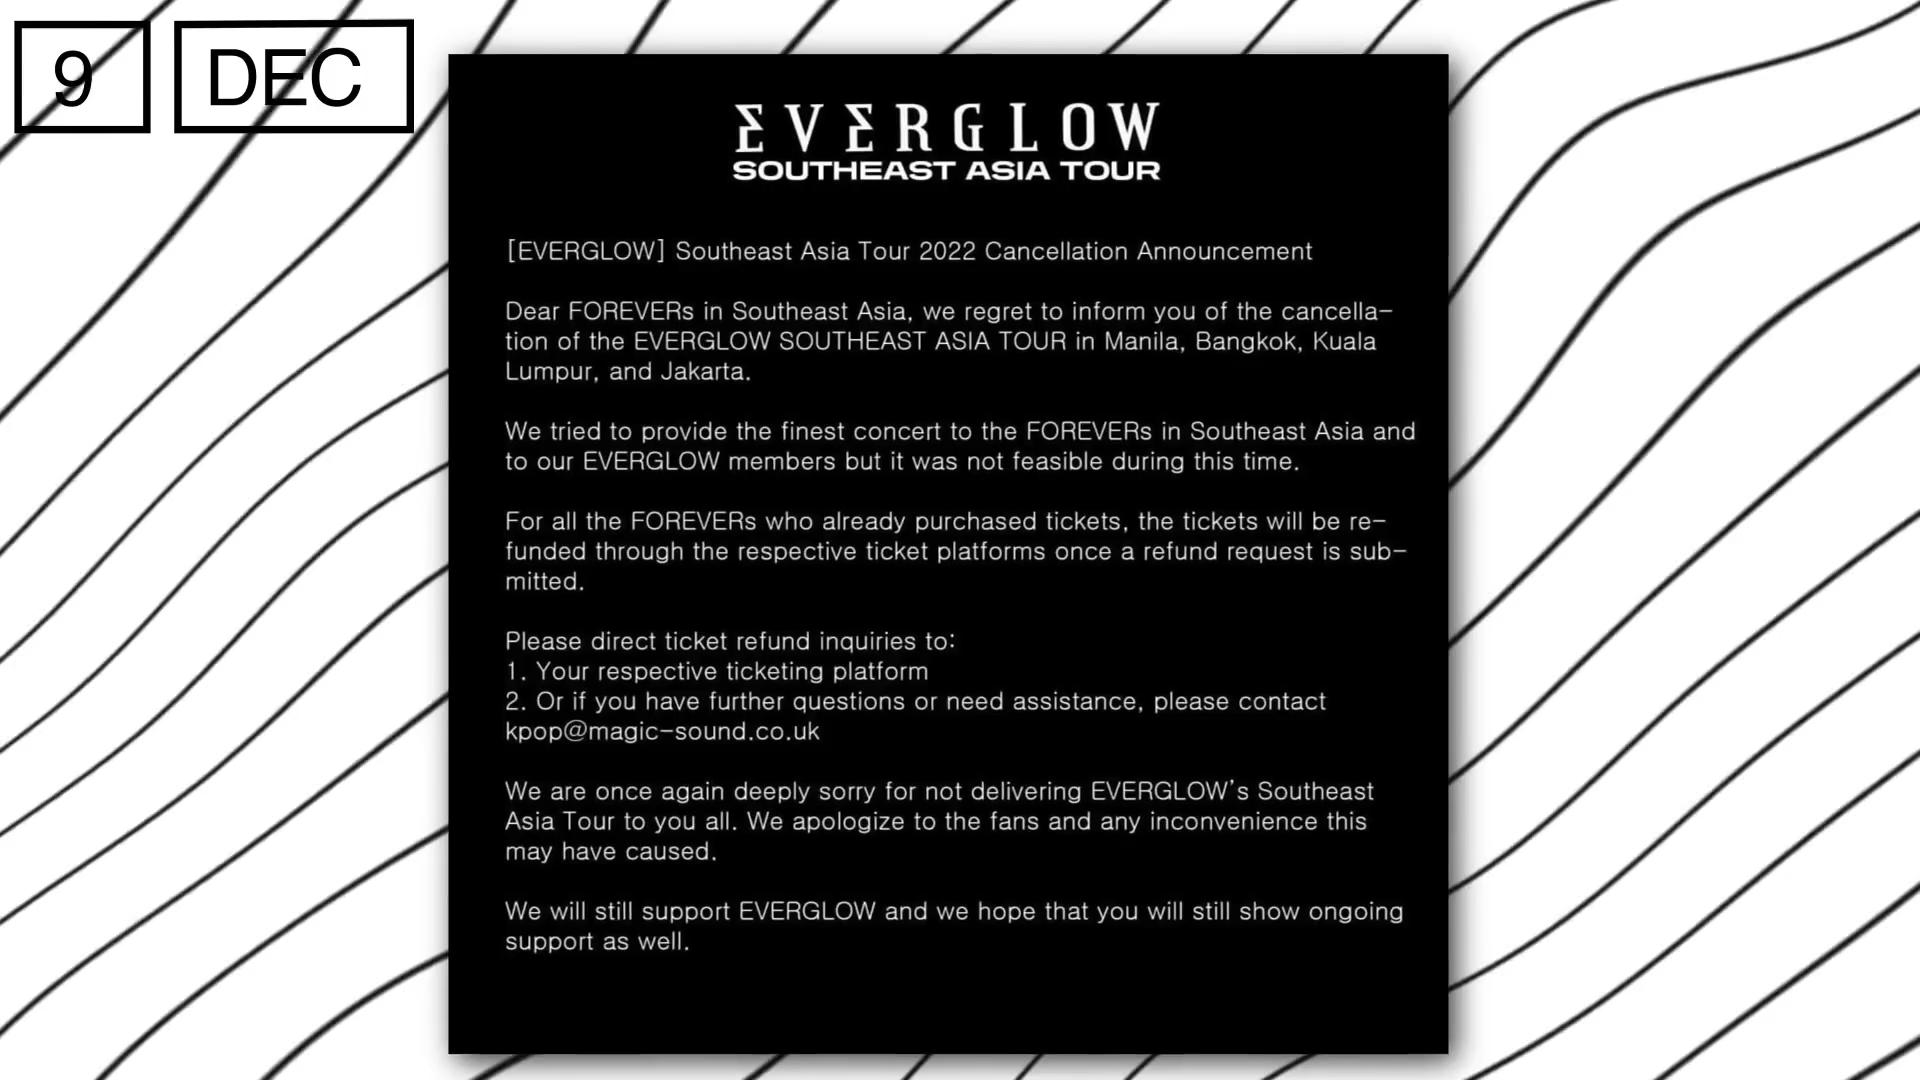 9 DEC
EVERGLOW
SOUTHEAST ASIA TOUR
[EVERGLOW] Southeast Asia Tour 2022 Cancellation Announcement
Dear FOREVERs in Southeast Asia, we regret to inform you of the cancella-
tion of the EVERGLOW SOUTHEAST ASIA TOUR in Manila, Bangkok, Kuala
Lumpur, and Jakarta.
We tried to provide the finest concert to the FOREVERs in Southeast Asia and
to our EVERGLOW members but it was not feasible during this time.
For all the FOREVERs who already purchased tickets, the tickets will be re-
funded through the respective ticket platforms once a refund request is sub-
mitted.
Please direct ticket refund inquiries to:
1. Your respective ticketing platform
2. Or if you have further questions or need assistance, please contact
kpop@magic-sound.co.uk
We are once again deeply sorry for not delivering EVERGLOW's Southeast
Asia Tour to you all. We apologize to the fans and any inconvenience this
may have caused.
We will still support EVERGLOW and we hope that you will still show ongoing
support as well.